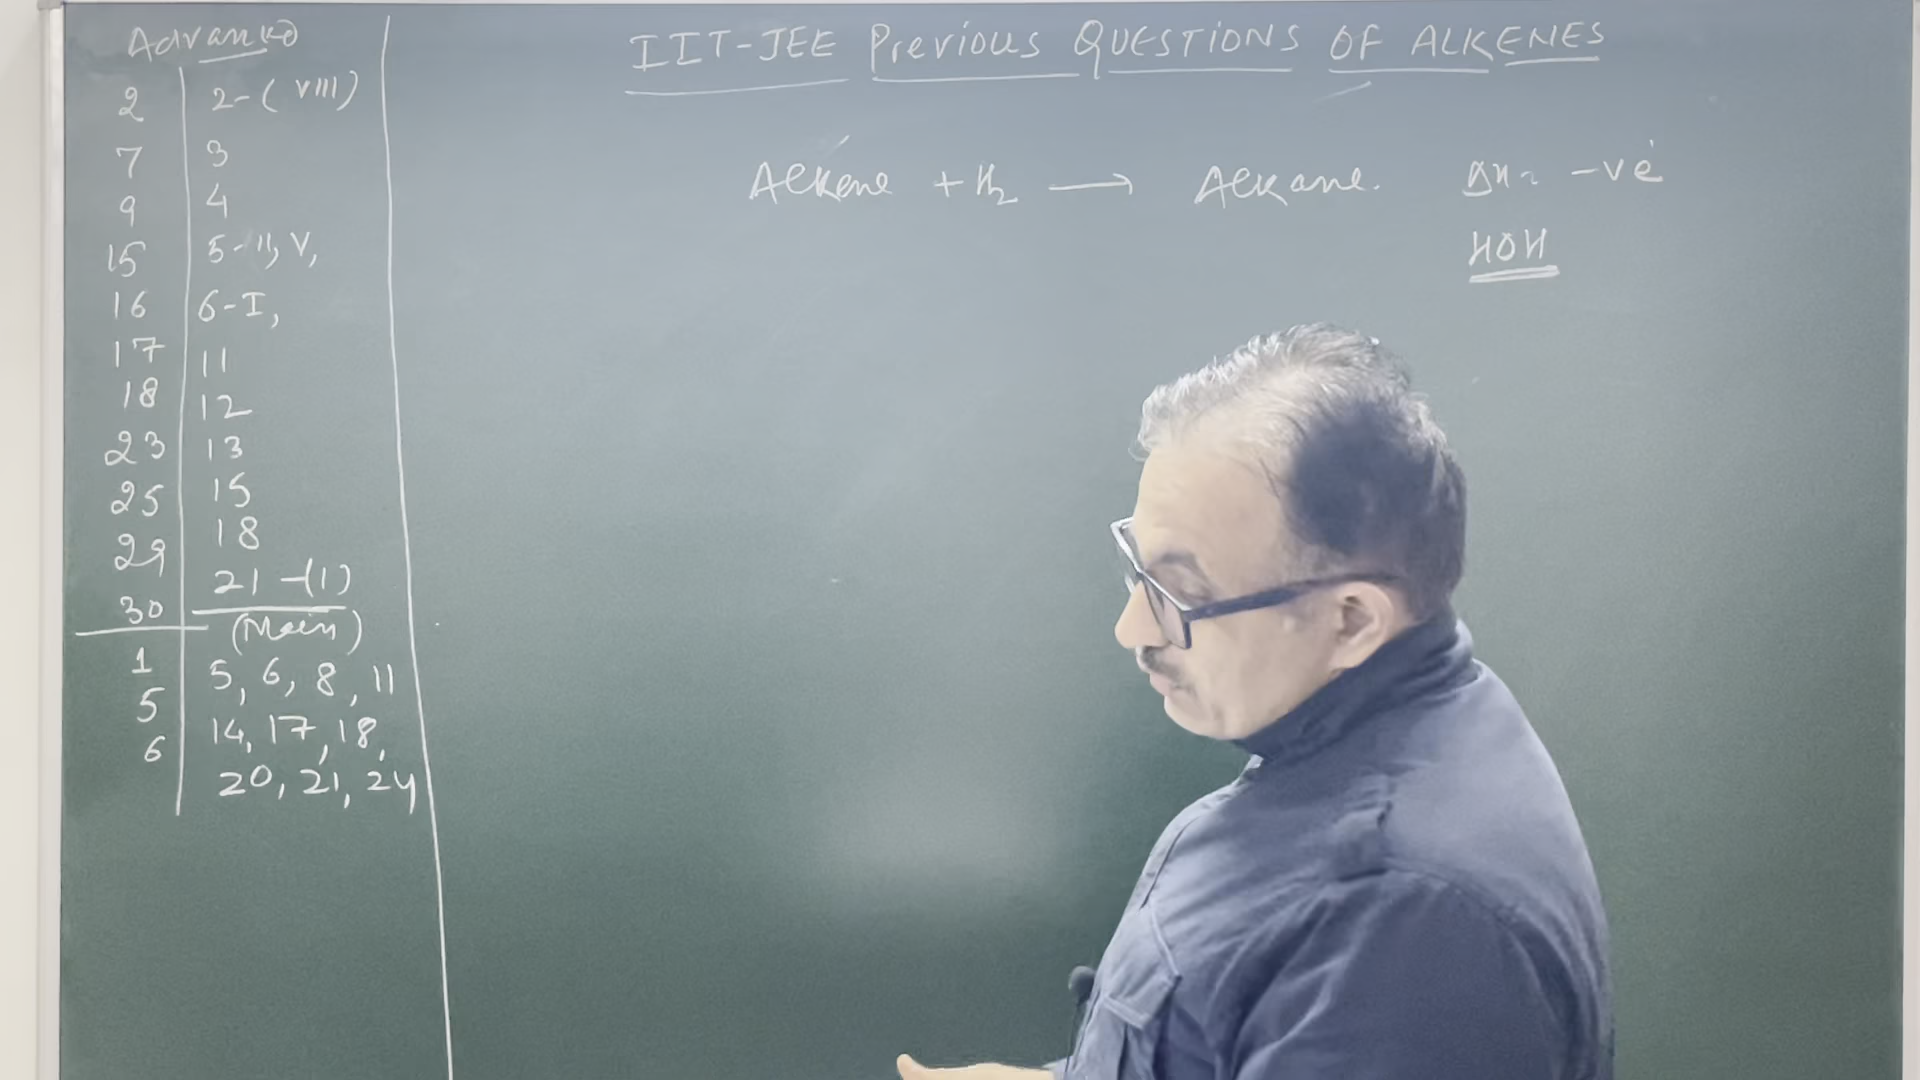 IIT-JEE Previous QUESTIONS OF ALKENES
Advanced
2 2-(VIII)
7 3
9 4
15 5-II, V,
16 6-I,
17 11
18 12
23 13
25 15
29 18
30 21-(1)
(Main)
1 5, 6, 8, 11
5 14, 17, 18,
6 20, 21, 24
Alkene + H2 ⟶ Alkane. ΔH = -ve
HOH